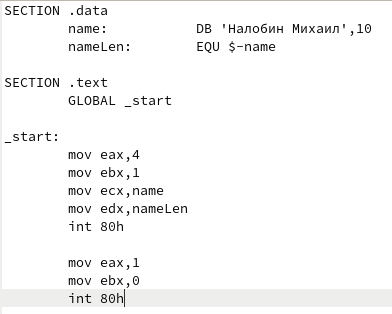 SECTION .data
name: DB 'Налобин Михаил',10
nameLen: EQU $-name
SECTION .text
GLOBAL _start
_start:
mov eax,4
mov ebx,1
mov ecx,name
mov edx,nameLen
int 80h
mov eax,1
mov ebx,0
int 80h